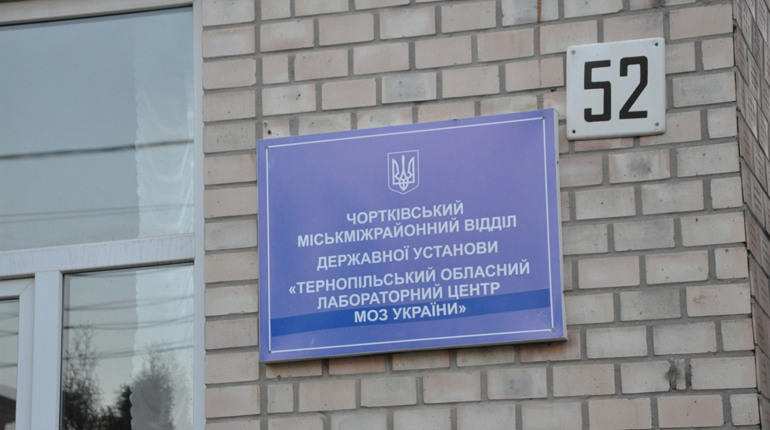 52
ЧОРТКІВСЬКИЙ
МІСЬКМІЖРАЙОННИЙ ВІДДІЛ
ДЕРЖАВНОЇ УСТАНОВИ
«ТЕРНОПІЛЬСЬКИЙ ОБЛАСНИЙ
ЛАБОРАТОРНИЙ ЦЕНТР
МОЗ УКРАЇНИ»